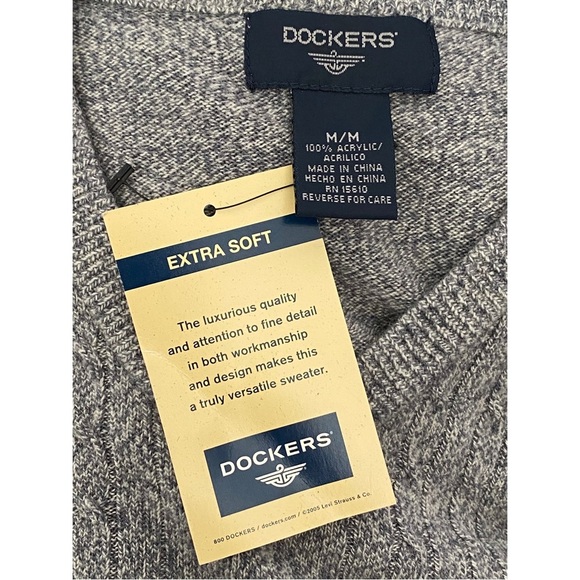 DOCKERS®
M/M
100% ACRYLIC/
ACRILICO
MADE IN CHINA
HECHO EN CHINA
RN 15610
REVERSE FOR CARE
EXTRA SOFT
The luxurious quality
and attention to fine detail
in both workmanship
and design makes this
a truly versatile sweater.
DOCKERS®
800 DOCKERS / dockers.com / ©2005 Levi Strauss & Co.